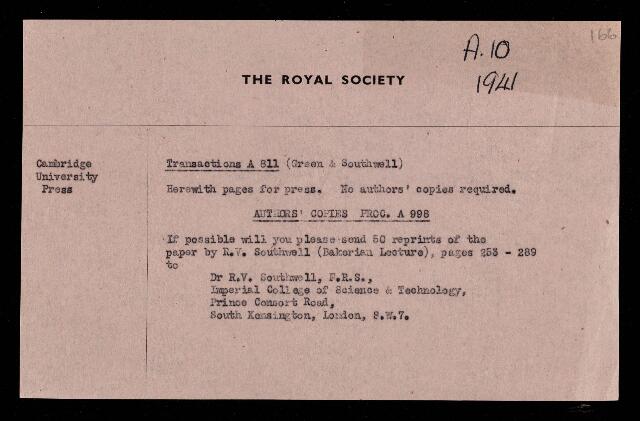 166
A.10
1941
THE ROYAL SOCIETY
Cambridge
University
Press
Transactions A 811 (Green & Southwell)
Herewith pages for press. No authors' copies required.
AUTHORS' COPIES PROC. A 998
If possible will you please send 50 reprints of the
paper by R.V. Southwell (Bakerian Lecture), pages 253 - 289
to
Dr R.V. Southwell, F.R.S.,
Imperial College of Science & Technology,
Prince Consort Road,
South Kensington, London, S.W.7.